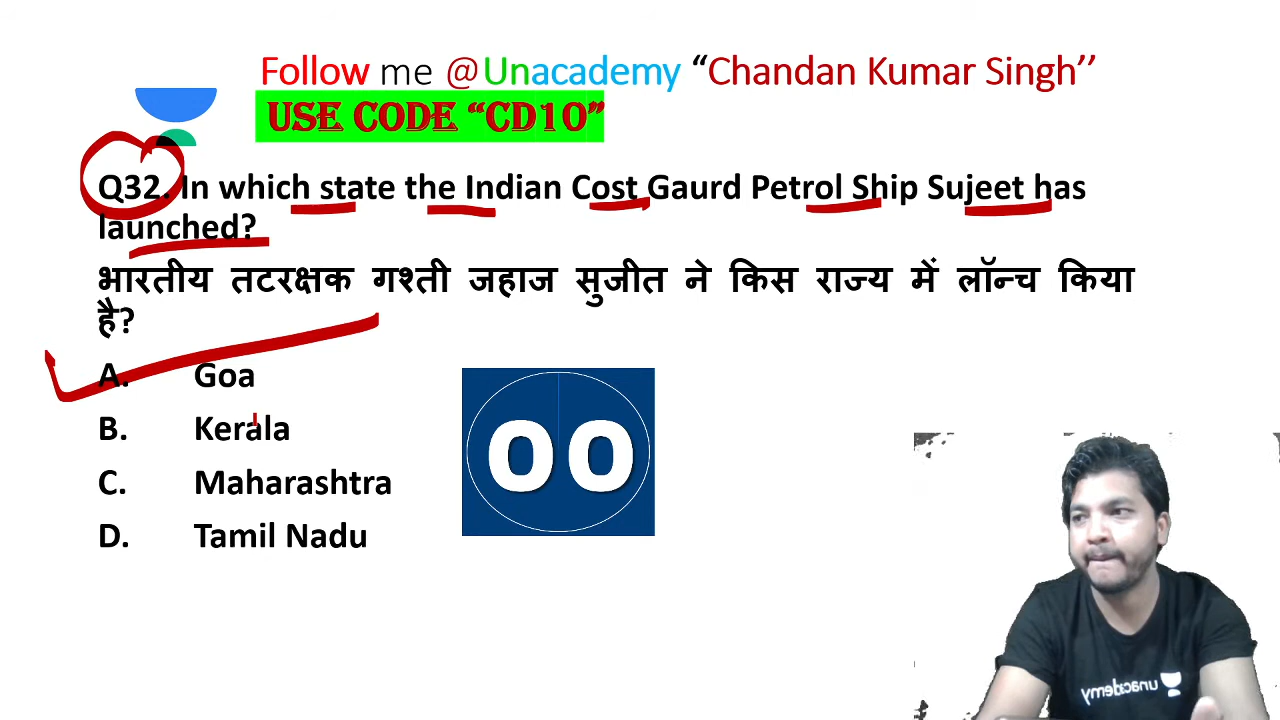 Follow me @Unacademy “Chandan Kumar Singh’’
USE CODE “CD10”
Q32. In which state the Indian Cost Gaurd Petrol Ship Sujeet has
launched?
भारतीय तटरक्षक गश्ती जहाज सुजीत ने किस राज्य में लॉन्च किया
है?
A. Goa
B. Kerala
C. Maharashtra
D. Tamil Nadu
00
unacademy